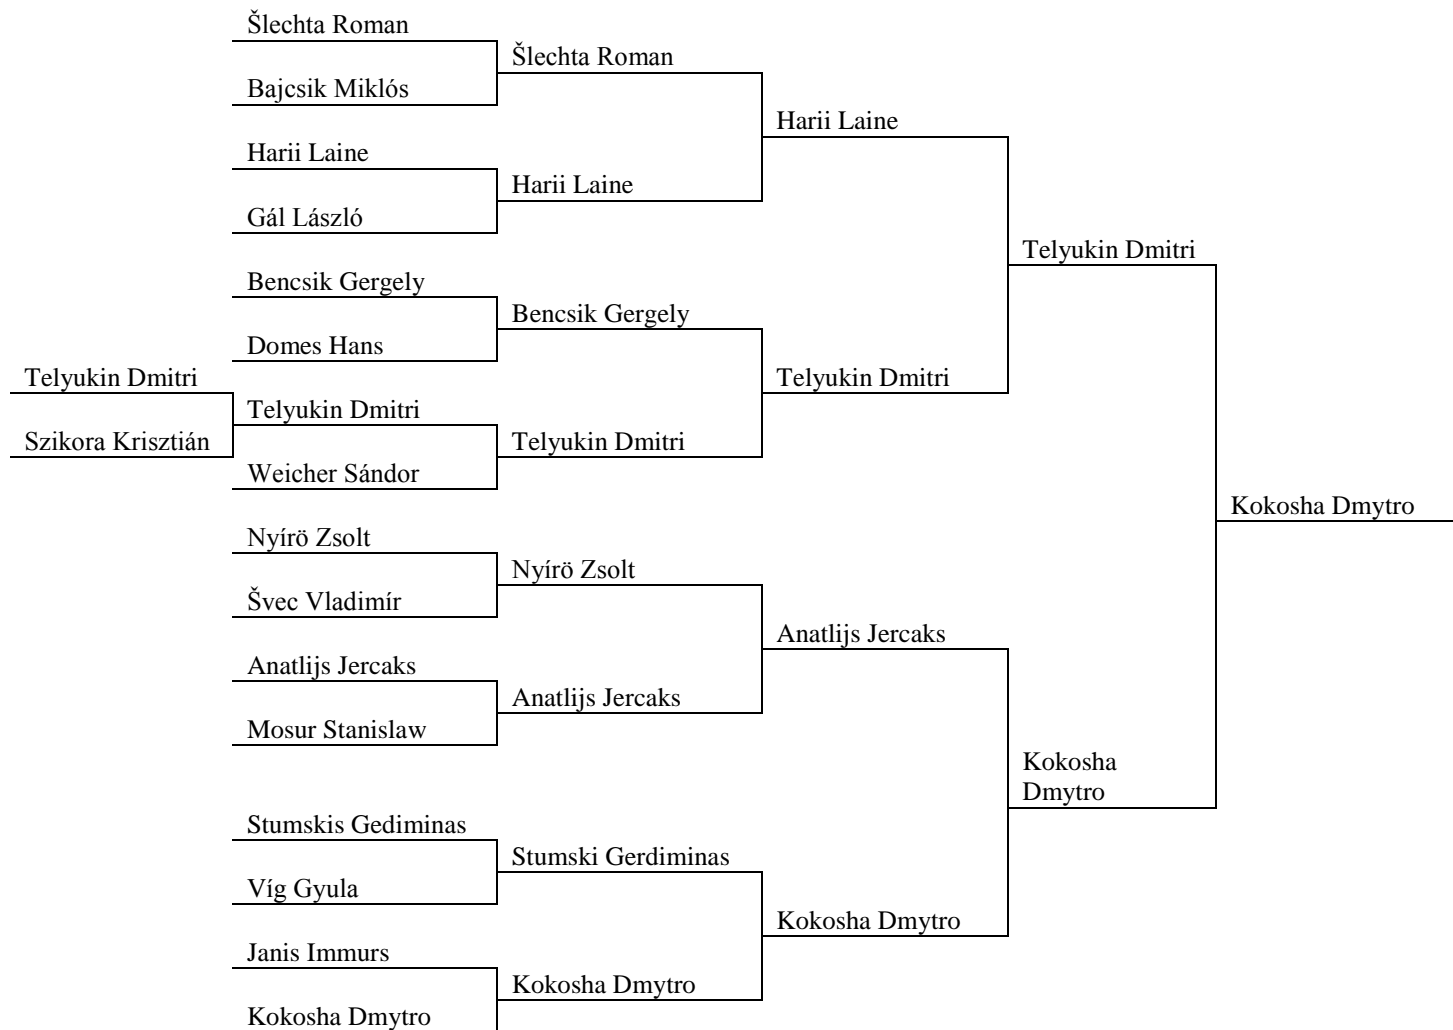 Šlechta Roman
Šlechta Roman
Bajcsik Miklós
Harii Laine
Harii Laine
Harii Laine
Gál László
Telyukin Dmitri
Bencsik Gergely
Bencsik Gergely
Domes Hans
Telyukin Dmitri
Telyukin Dmitri
Telyukin Dmitri
Szikora Krisztián
Telyukin Dmitri
Weicher Sándor
Kokosha Dmytro
Nyírö Zsolt
Nyírö Zsolt
Švec Vladimír
Anatlijs Jercaks
Anatlijs Jercaks
Anatlijs Jercaks
Mosur Stanislaw
Kokosha
Dmytro
Stumskis Gediminas
Stumski Gerdiminas
Víg Gyula
Kokosha Dmytro
Janis Immurs
Kokosha Dmytro
Kokosha Dmytro